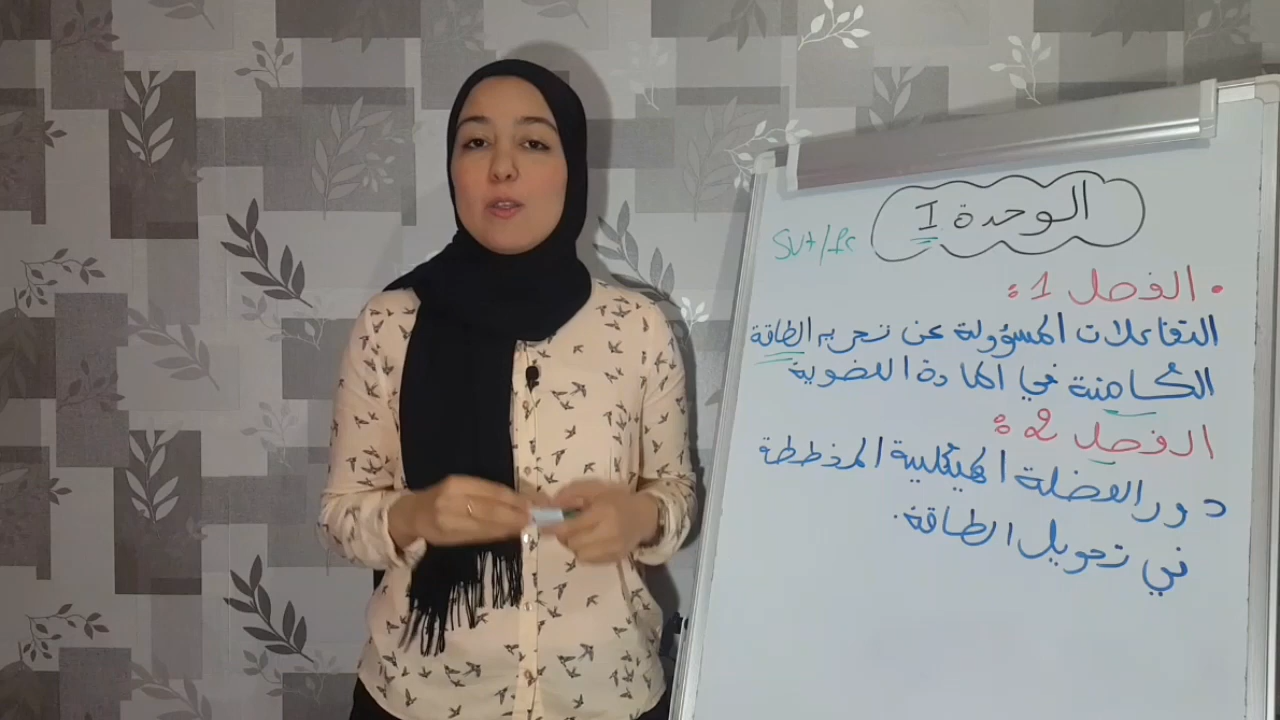 الوحدة I
svt/fc
• الفصل 1 :
التفاعلات المسؤولة عن تحرير الطاقة
الكامنة في المادة العضوية
الفصل 2 :
دور العضلة الهيكلية المخططة
في تحويل الطاقة.